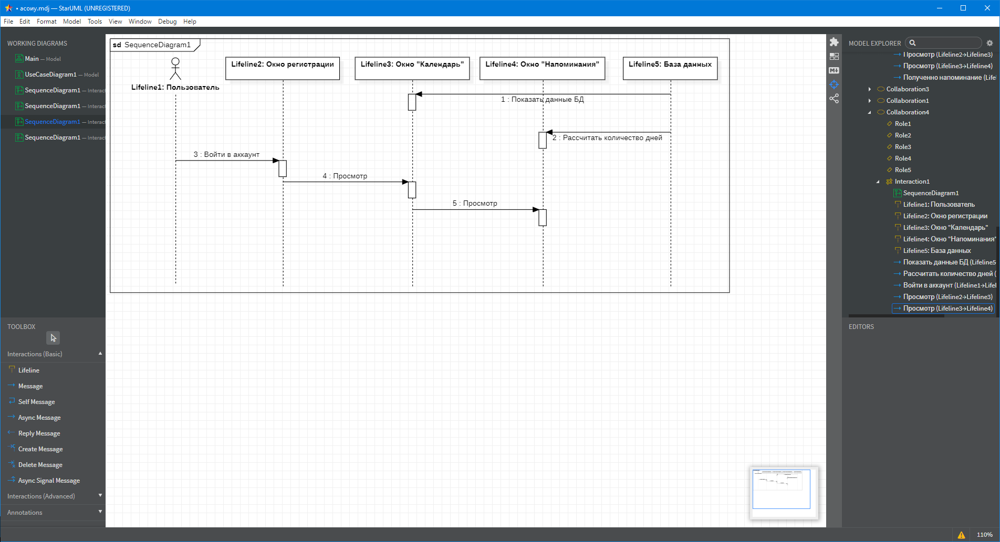 • асоиу.mdj — StarUML (UNREGISTERED)
File Edit Format Model Tools View Window Debug Help
WORKING DIAGRAMS
Main — Model
UseCaseDiagram1 — Model
SequenceDiagram1 — Interact
SequenceDiagram1 — Interact
SequenceDiagram1 — Interact
SequenceDiagram1 — Interact
TOOLBOX
Interactions (Basic)
Lifeline
Message
Self Message
Async Message
Reply Message
Create Message
Delete Message
Async Signal Message
Interactions (Advanced)
Annotations
sd SequenceDiagram1
Lifeline1: Пользователь
Lifeline2: Окно регистрации
Lifeline3: Окно "Календарь"
Lifeline4: Окно "Напоминания"
Lifeline5: База данных
1 : Показать данные БД
2 : Рассчитать количество дней
3 : Войти в аккаунт
4 : Просмотр
5 : Просмотр
MODEL EXPLORER
Просмотр (Lifeline2→Lifeline3)
Просмотр (Lifeline3→Lifeline4)
Полученно напоминание (Lifel
Collaboration3
Collaboration1
Collaboration4
Role1
Role2
Role3
Role4
Role5
Interaction1
SequenceDiagram1
Lifeline1: Пользователь
Lifeline2: Окно регистрации
Lifeline3: Окно "Календарь"
Lifeline4: Окно "Напоминания"
Lifeline5: База данных
Показать данные БД (Lifeline5
Рассчитать количество дней (
Войти в аккаунт (Lifeline1→Lifel
Просмотр (Lifeline2→Lifeline3)
Просмотр (Lifeline3→Lifeline4)
EDITORS
110%